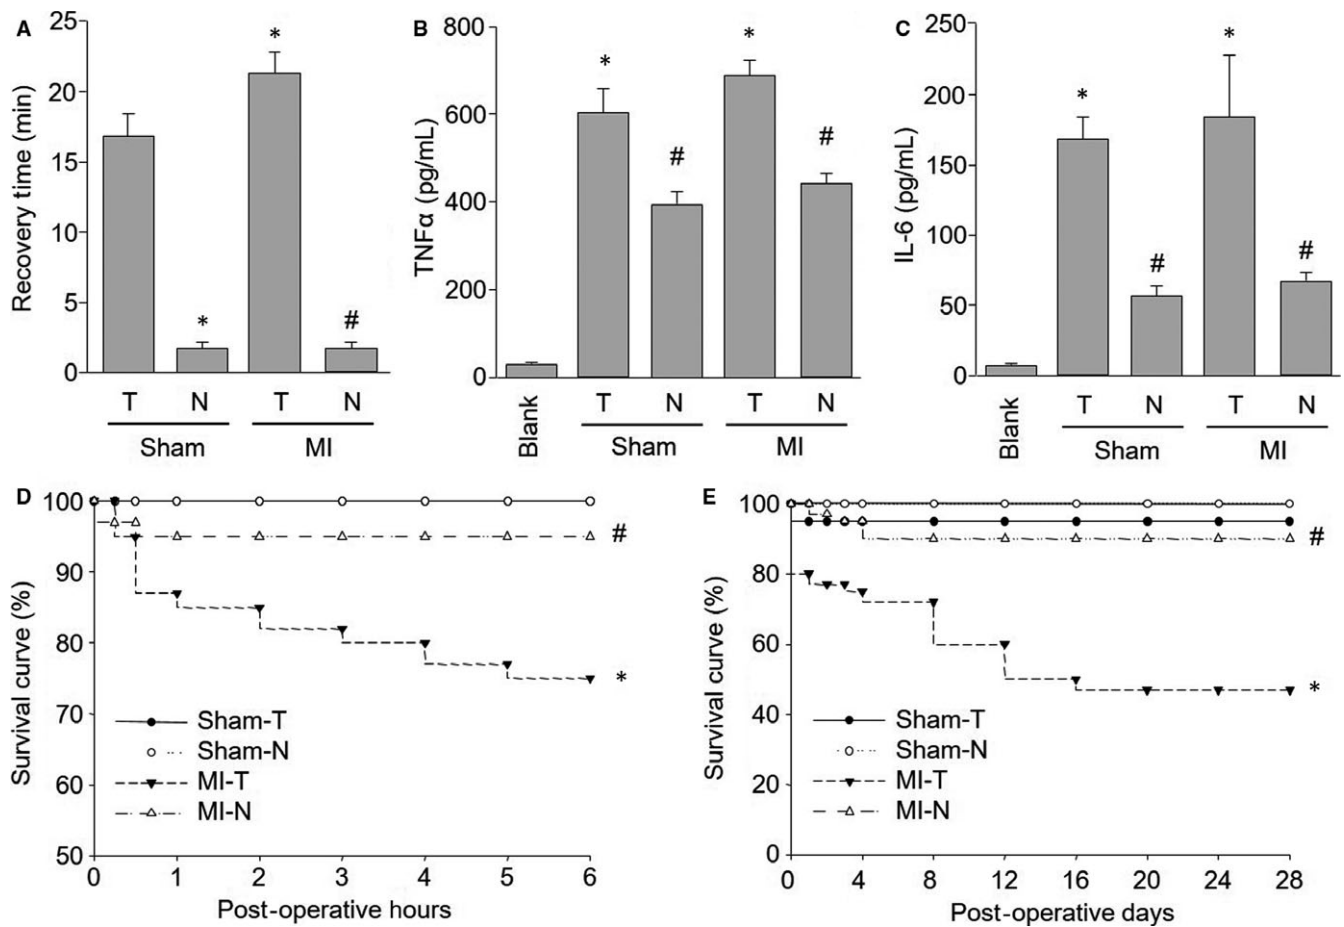 A
Recovery time (min)
25
20
15
10
5
0
*
*
*
#
T N T N
Sham MI
B
TNFα (pg/mL)
800
600
400
200
0
*
#
*
#
Blank
T N T N
Sham MI
C
IL-6 (pg/mL)
250
200
150
100
50
0
*
#
*
#
Blank
T N T N
Sham MI
D
Survival curve (%)
100
90
80
70
60
50
#
*
Sham-T
Sham-N
MI-T
MI-N
0 1 2 3 4 5 6
Post-operative hours
E
Survival curve (%)
100
80
60
40
20
0
#
*
Sham-T
Sham-N
MI-T
MI-N
0 4 8 12 16 20 24 28
Post-operative days